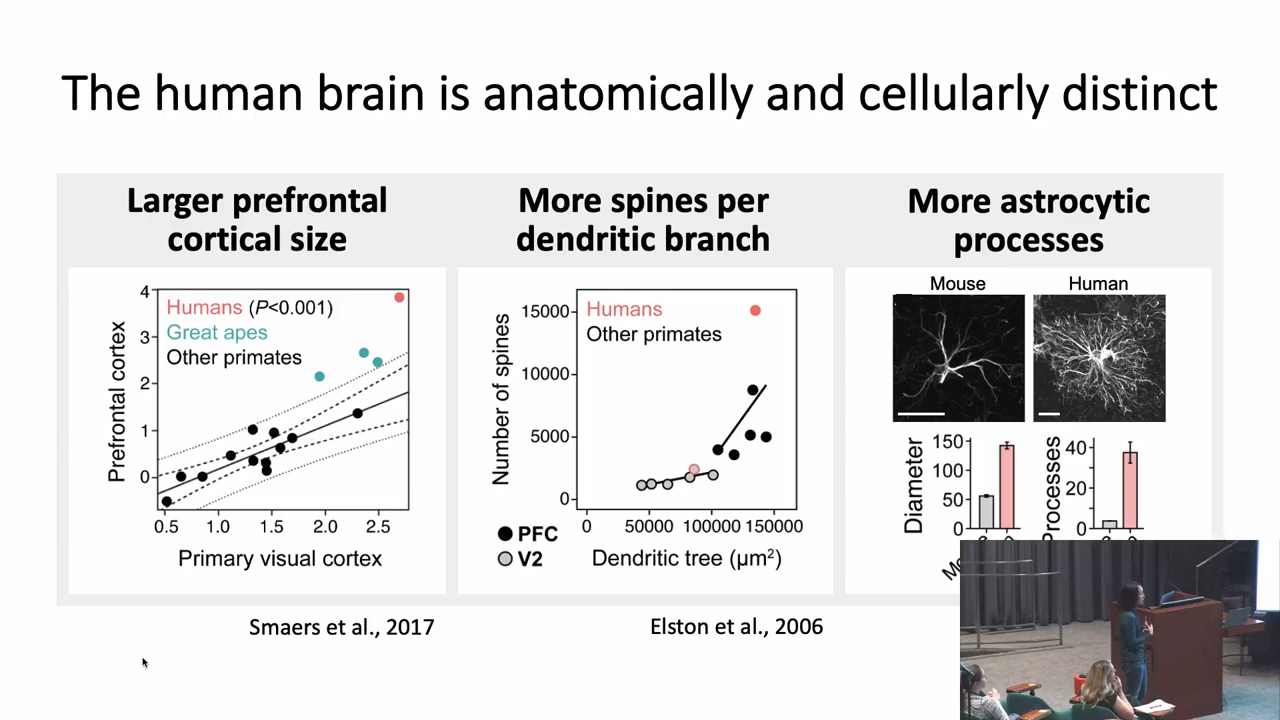 The human brain is anatomically and cellularly distinct
Larger prefrontal
cortical size
4
3
2
1
0
Prefrontal cortex
Humans (P<0.001)
Great apes
Other primates
0.5 1.0 1.5 2.0 2.5
Primary visual cortex
Smaers et al., 2017
More spines per
dendritic branch
15000
10000
5000
0
Number of spines
Humans
Other primates
0 50000 100000 150000
PFC
V2
Dendritic tree (µm²)
Elston et al., 2006
More astrocytic
processes
Mouse Human
Diameter
150
100
50
0
Processes
40
20
0